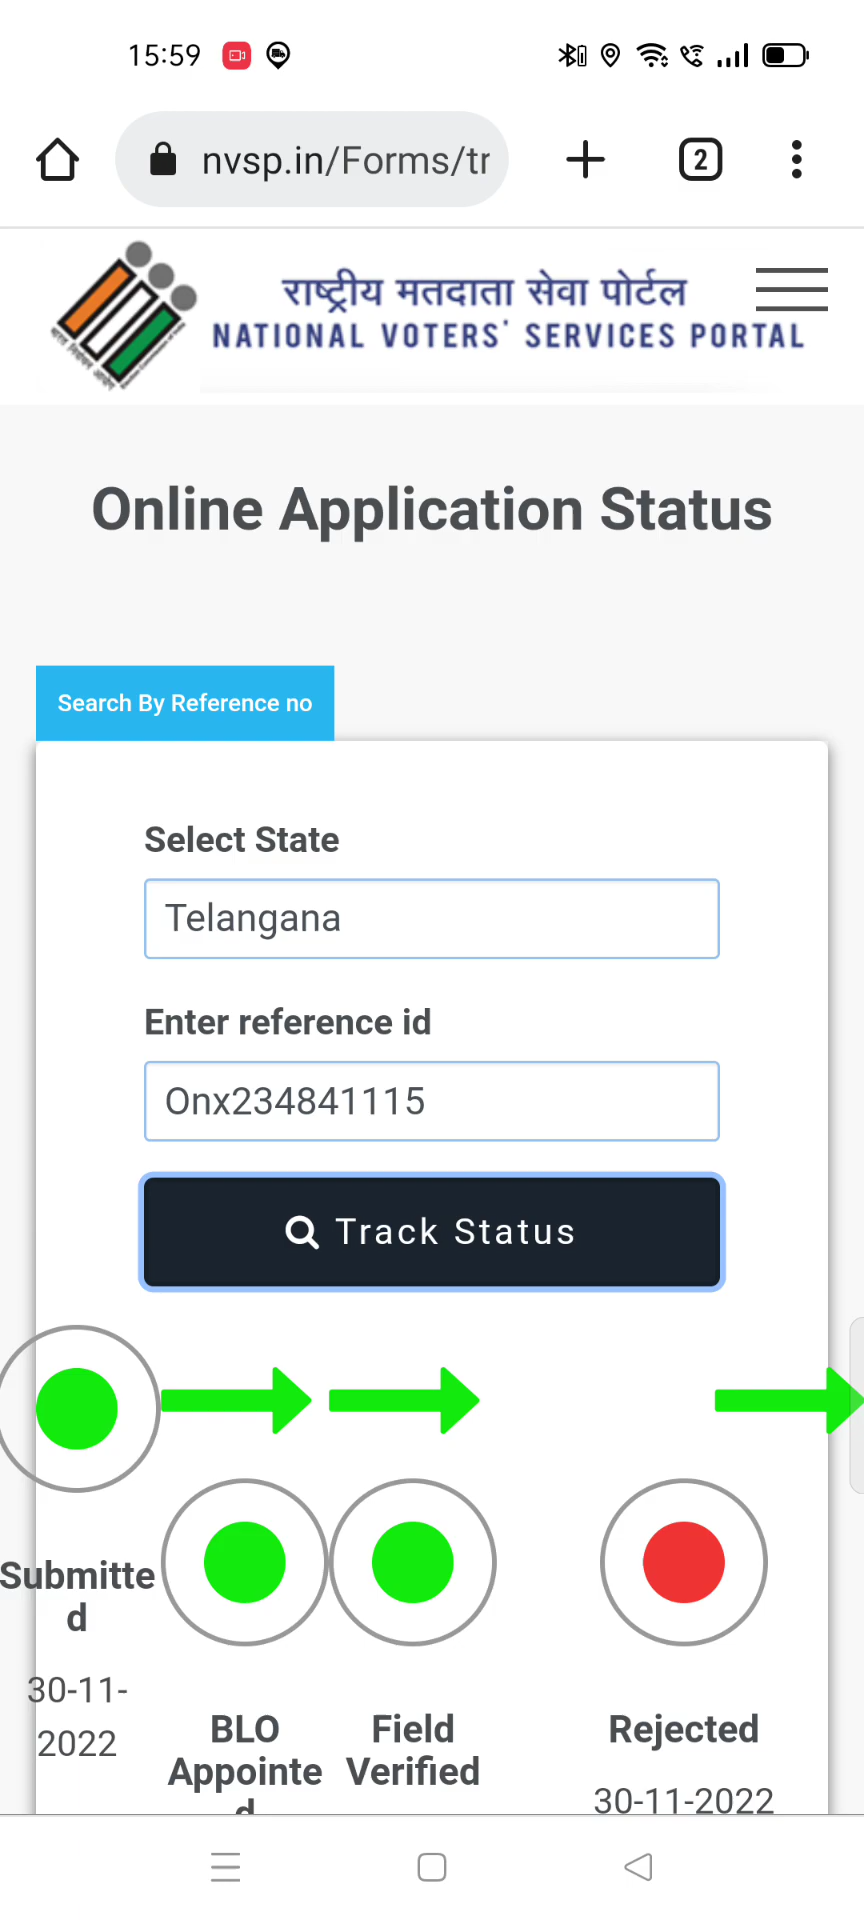 15:59
nvsp.in/Forms/tr
2
राष्ट्रीय मतदाता सेवा पोर्टल
NATIONAL VOTERS' SERVICES PORTAL
Online Application Status
Search By Reference no
Select State
Telangana
Enter reference id
Onx234841115
Track Status
Submitte
d
30-11-
2022
BLO
Appointe
d
Field
Verified
Rejected
30-11-2022